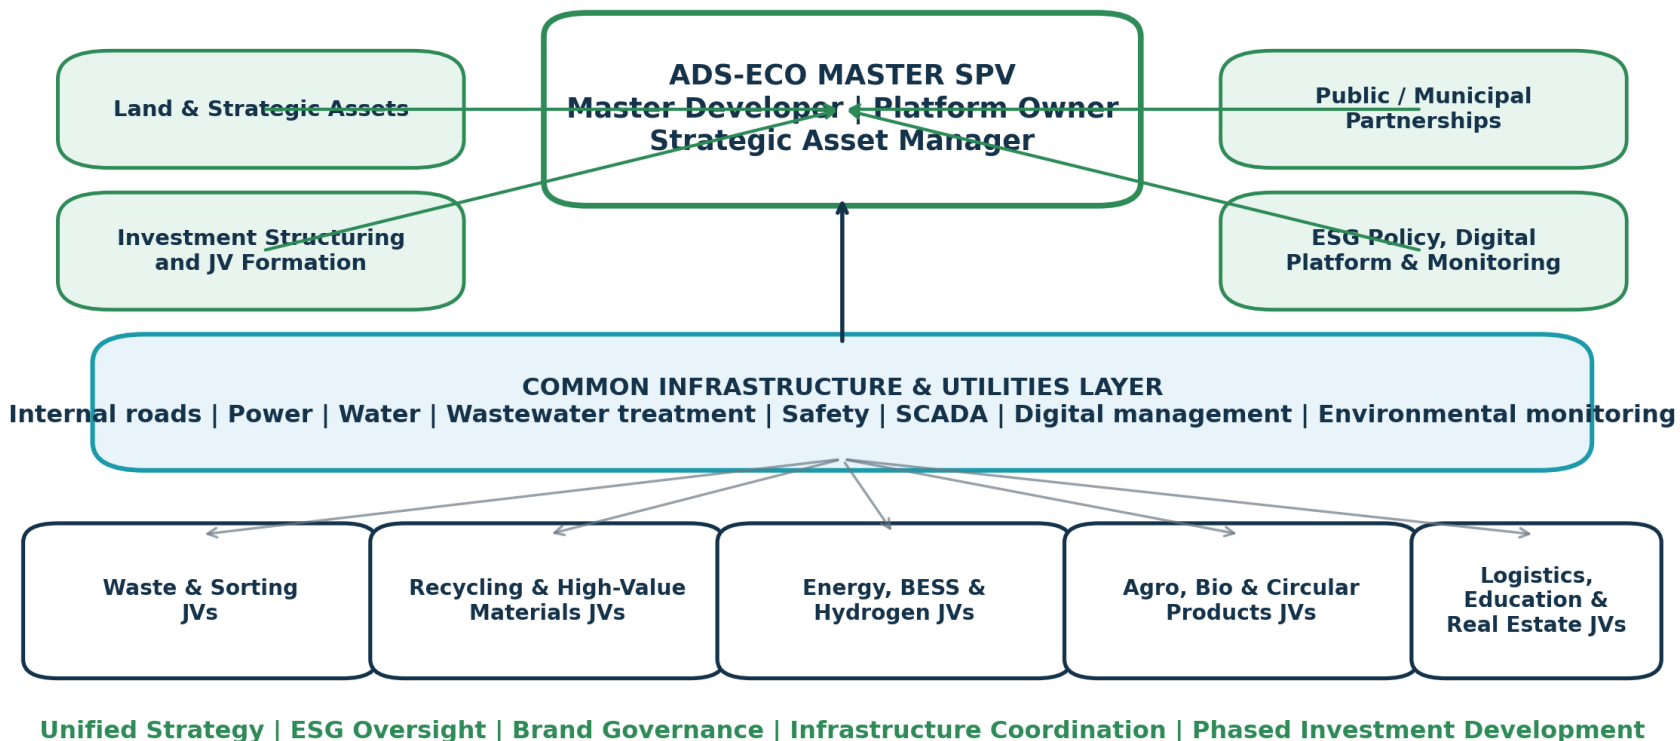 ADS-ECO MASTER SPV
Master Developer | Platform Owner
Strategic Asset Manager
Land & Strategic Assets
Public / Municipal
Partnerships
Investment Structuring
and JV Formation
ESG Policy, Digital
Platform & Monitoring
COMMON INFRASTRUCTURE & UTILITIES LAYER
Internal roads | Power | Water | Wastewater treatment | Safety | SCADA | Digital management | Environmental monitoring
Waste & Sorting
JVs
Recycling & High-Value
Materials JVs
Energy, BESS &
Hydrogen JVs
Agro, Bio & Circular
Products JVs
Logistics,
Education &
Real Estate JVs
Unified Strategy | ESG Oversight | Brand Governance | Infrastructure Coordination | Phased Investment Development